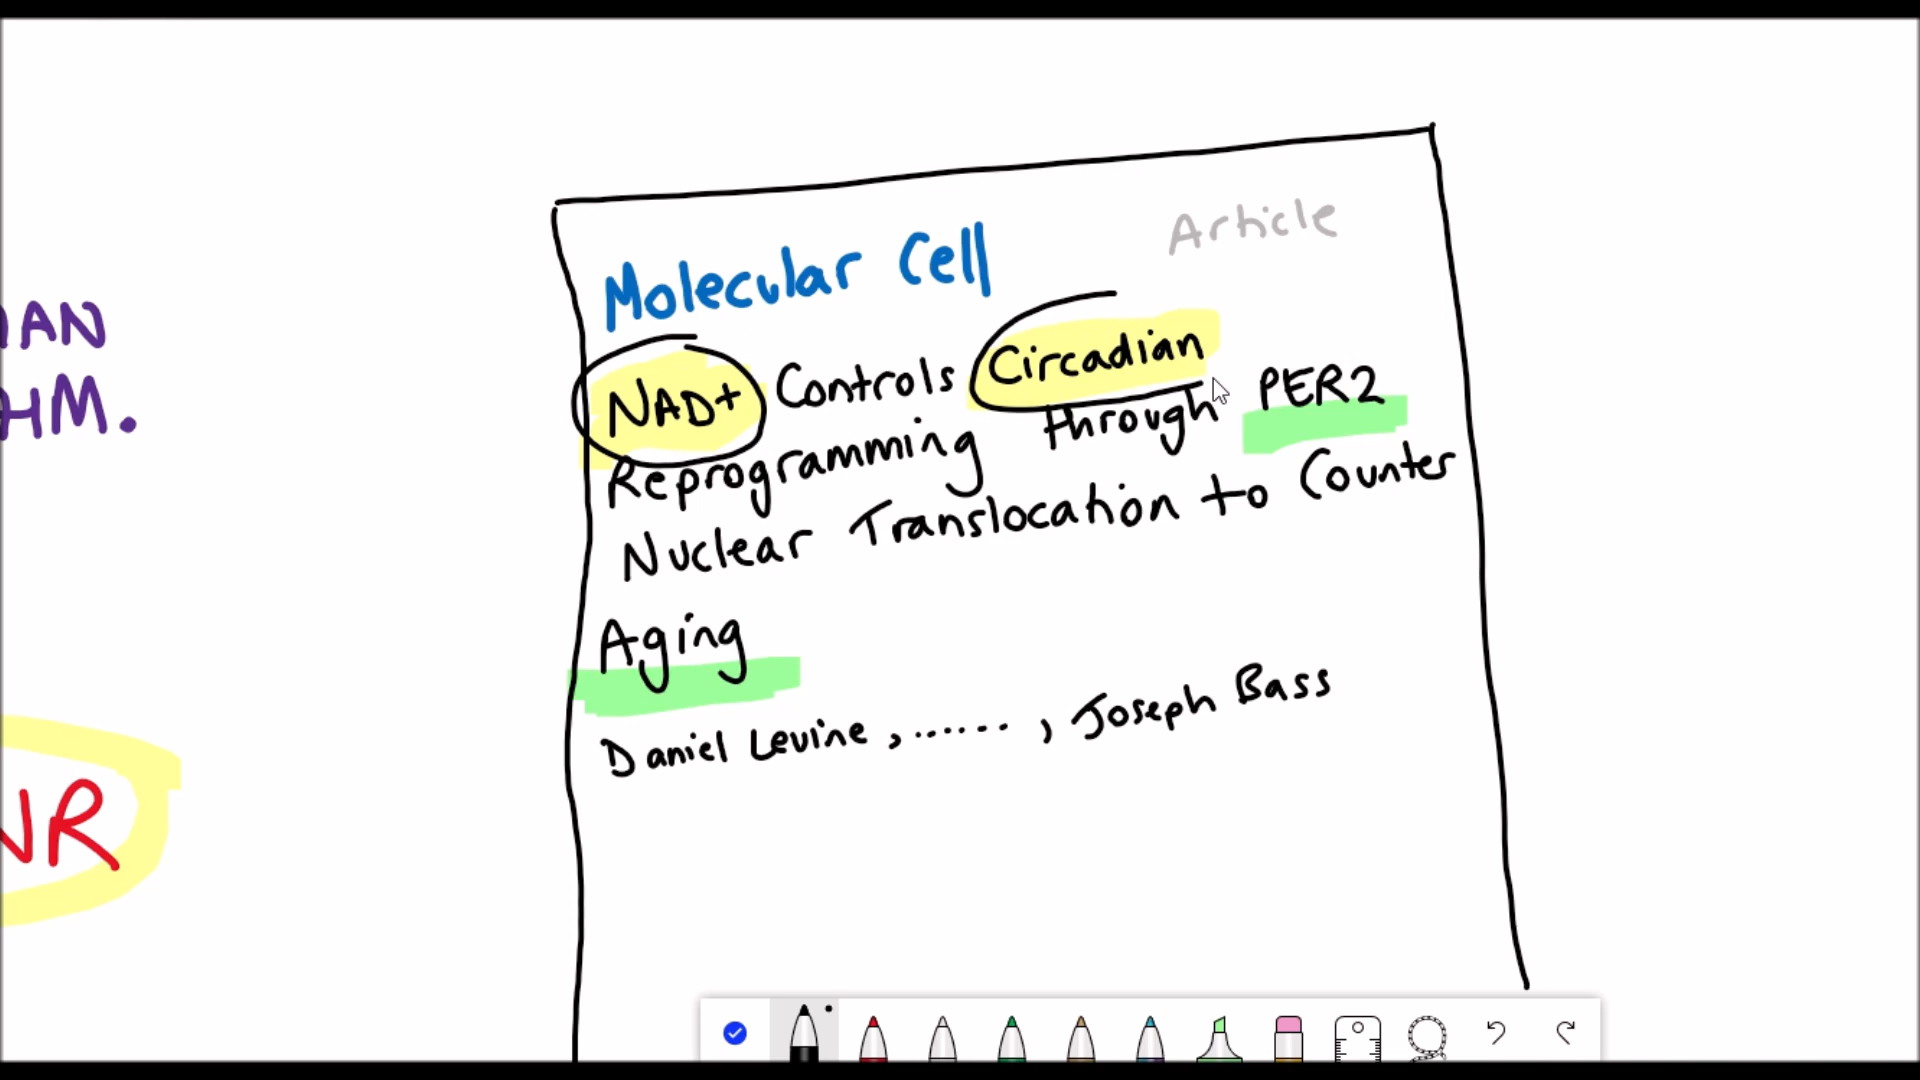 Article
Molecular Cell
NAD+ Controls Circadian
Reprogramming through PER2
Nuclear Translocation to Counter
Aging
Daniel Levine, ......, Joseph Bass
IAN
HM.
NR